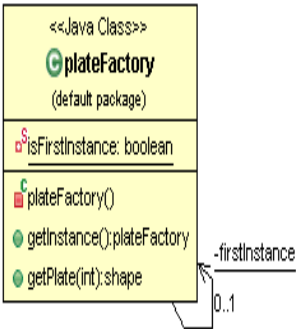 <<Java Class>>
C plateFactory
(default package)
S isFirstInstance: boolean
C plateFactory()
getInstance():plateFactory
getPlate(int):shape
-firstInstance
0..1